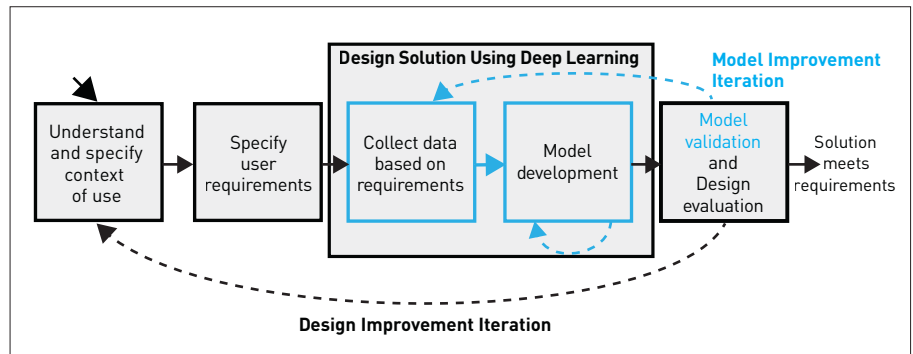 Design Solution Using Deep Learning
Model Improvement
Iteration
Understand
and specify
context
of use
Specify
user
requirements
Collect data
based on
requirements
Model
development
Model
validation
and
Design
evaluation
Solution
meets
requirements
Design Improvement Iteration